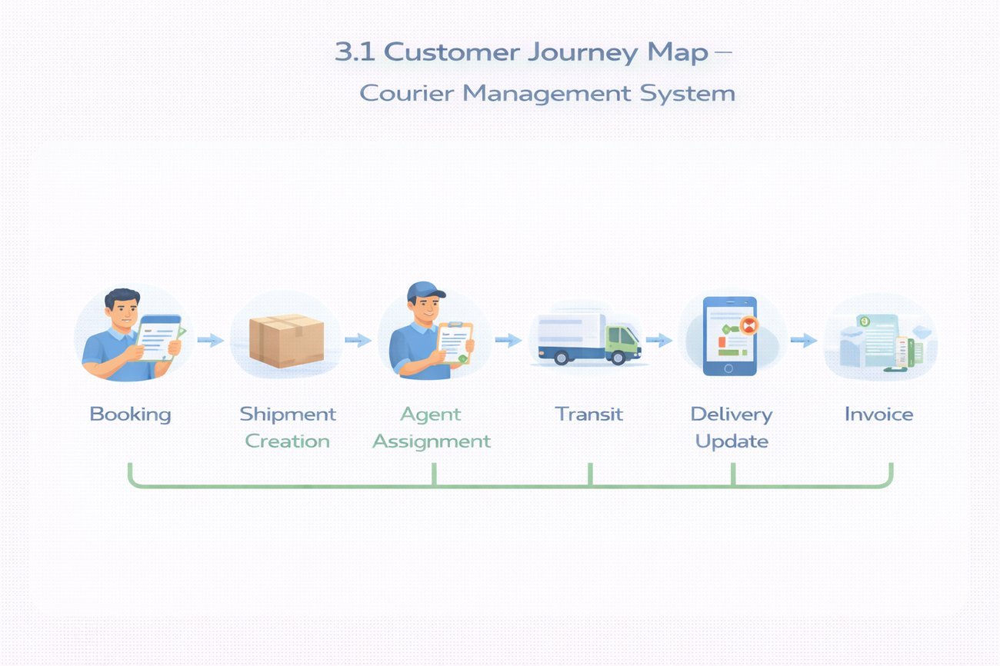 3.1 Customer Journey Map —
Courier Management System
Booking
Shipment
Creation
Agent
Assignment
Transit
Delivery
Update
Invoice